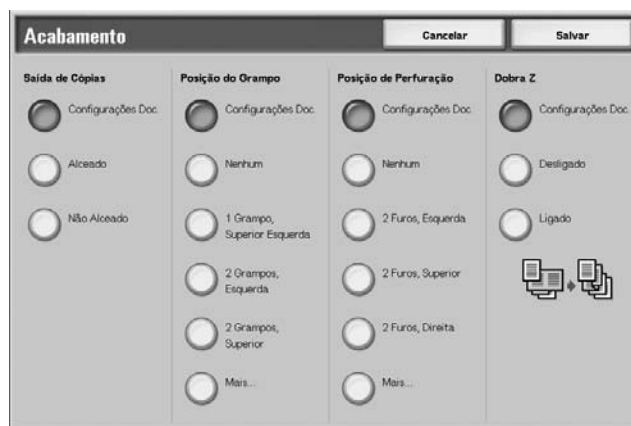 Acabamento
Cancelar
Salvar
Saída de Cópias
Configurações Doc.
Alceado
Não Alceado
Posição do Grampo
Configurações Doc.
Nenhum
1 Grampo,
Superior Esquerda
2 Grampos,
Esquerda
2 Grampos,
Superior
Mais...
Posição de Perfuração
Configurações Doc.
Nenhum
2 Furos, Esquerda
2 Furos, Superior
2 Furos, Direita
Mais...
Dobra Z
Configurações Doc.
Desligado
Ligado